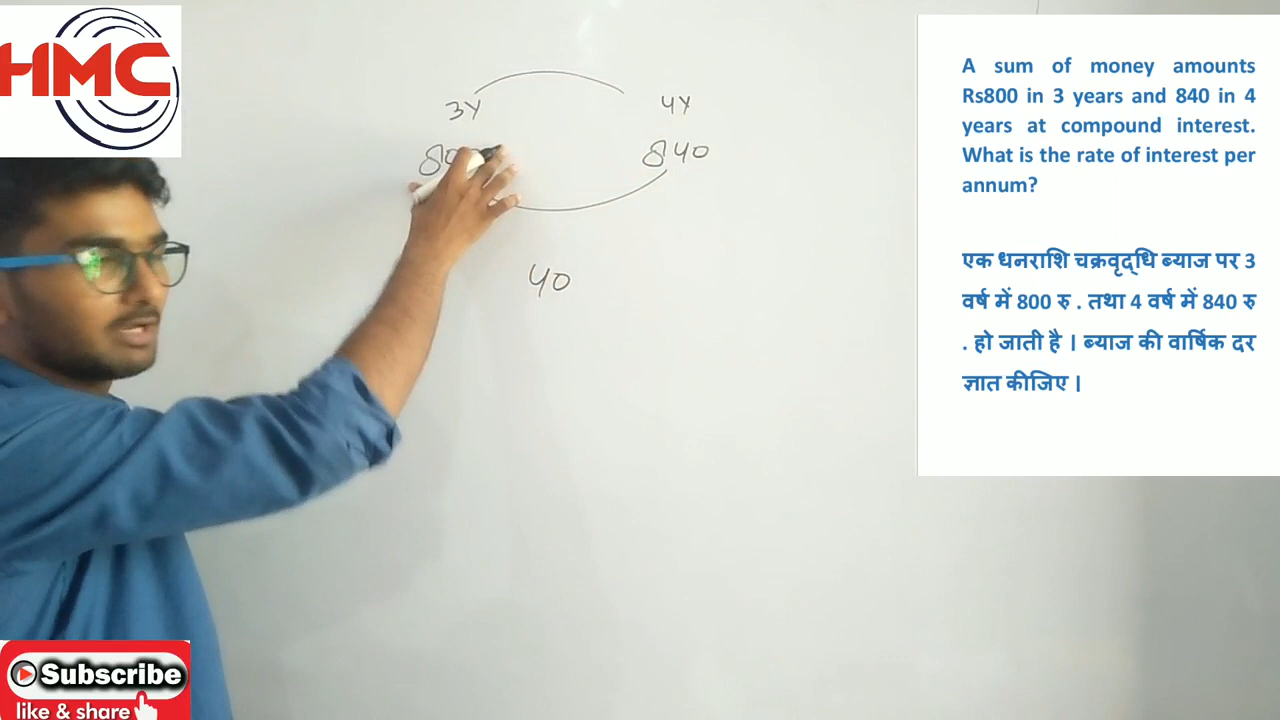 HMC
3Y 4Y
840
40
A sum of money amounts
Rs800 in 3 years and 840 in 4
years at compound interest.
What is the rate of interest per
annum?
एक धनराशि चक्रवृद्धि ब्याज पर 3
वर्ष में 800 रु . तथा 4 वर्ष में 840 रु
. हो जाती है । ब्याज की वार्षिक दर
ज्ञात कीजिए ।
Subscribe
like & share